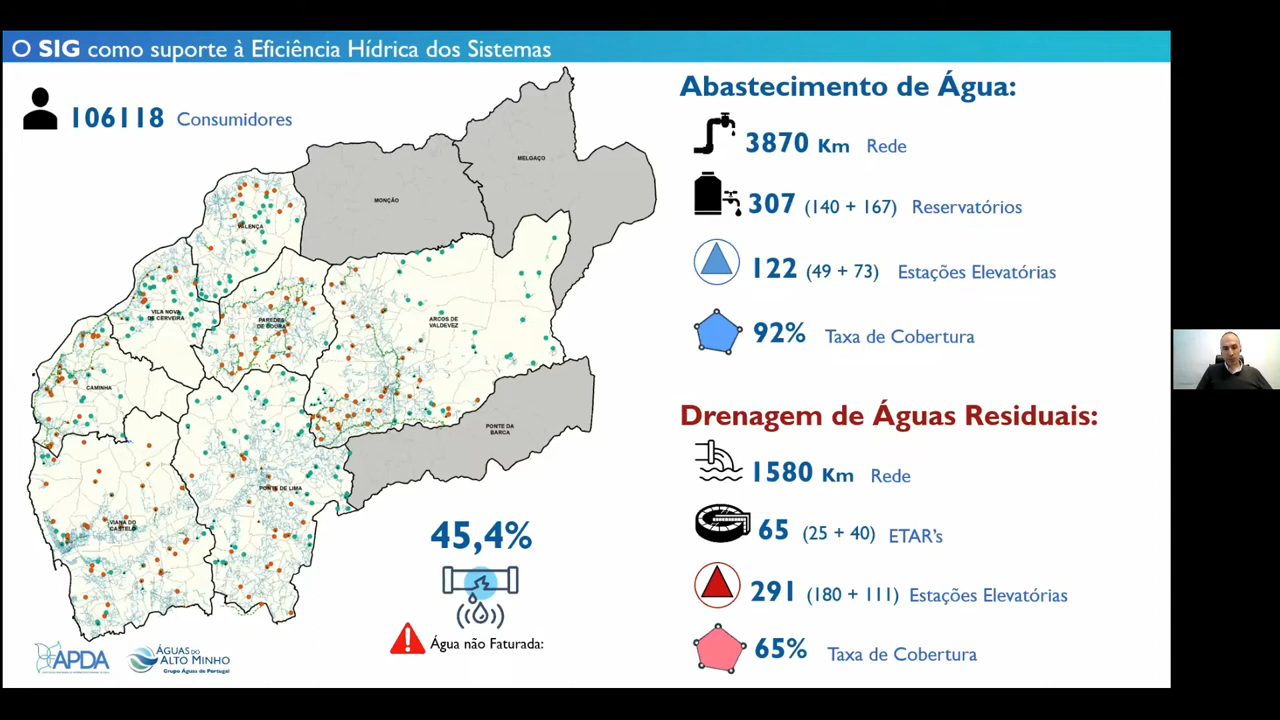 O SIG como suporte à Eficiência Hídrica dos Sistemas
106118 Consumidores
MELGAÇO
MONÇÃO
VALENÇA
VILA NOVA
DE CERVEIRA
PAREDES
DE COURA
ARCOS DE
VALDEVEZ
CAMINHA
PONTE DA
BARCA
PONTE DE LIMA
VIANA DO
CASTELO
45,4%
Água não Faturada:
APDA
ÁGUAS DO
ALTO MINHO
Grupo Águas de Portugal
Abastecimento de Água:
3870 Km Rede
307 (140 + 167) Reservatórios
122 (49 + 73) Estações Elevatórias
92% Taxa de Cobertura
Drenagem de Águas Residuais:
1580 Km Rede
65 (25 + 40) ETAR's
291 (180 + 111) Estações Elevatórias
65% Taxa de Cobertura